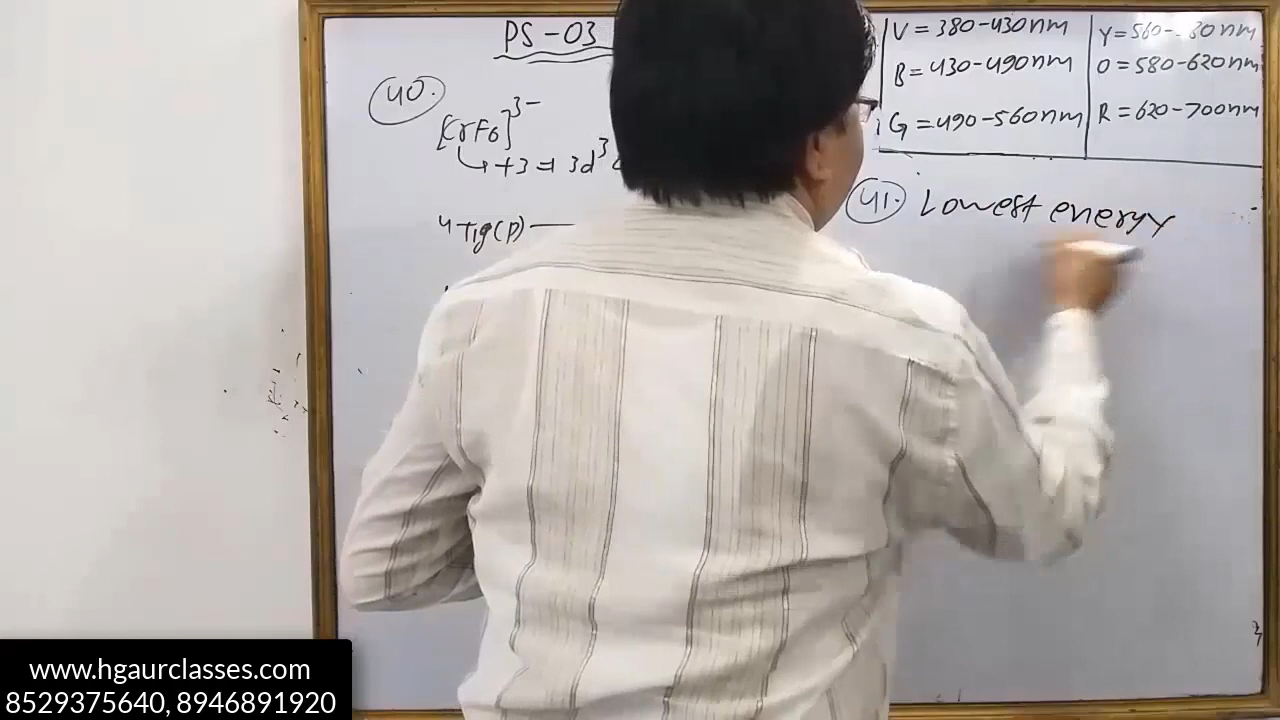 PS-03
40.
[CrF6]3-
+3 = 3d3
4T1g(P)
V = 380-430nm
B = 430-490nm
G = 490-560nm
O = 580-620nm
R = 620-700nm
41. Lowest energy
www.hgaurclasses.com
8529375640, 8946891920